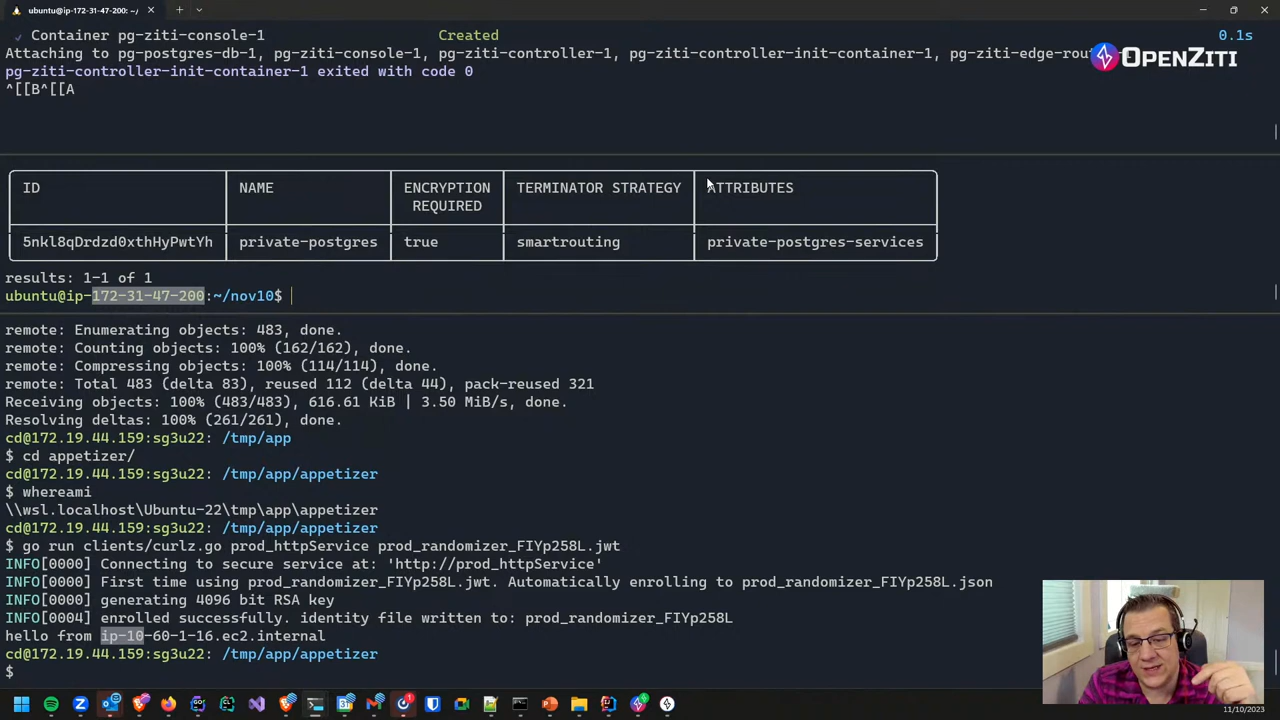 ubuntu@ip-172-31-47-200: ~/
✓ Container pg-ziti-console-1 Created 0.1s
Attaching to pg-postgres-db-1, pg-ziti-console-1, pg-ziti-controller-1, pg-ziti-controller-init-container-1, pg-ziti-edge-rou
OPENZITI
pg-ziti-controller-init-container-1 exited with code 0
^[[B^[[A
ID NAME ENCRYPTION TERMINATOR STRATEGY ATTRIBUTES
REQUIRED
5nkl8qDrdzd0xthHyPwtYh private-postgres true smartrouting private-postgres-services
results: 1-1 of 1
ubuntu@ip-172-31-47-200:~/nov10$
remote: Enumerating objects: 483, done.
remote: Counting objects: 100% (162/162), done.
remote: Compressing objects: 100% (114/114), done.
remote: Total 483 (delta 83), reused 112 (delta 44), pack-reused 321
Receiving objects: 100% (483/483), 616.61 KiB | 3.50 MiB/s, done.
Resolving deltas: 100% (261/261), done.
cd@172.19.44.159:sg3u22: /tmp/app
$ cd appetizer/
cd@172.19.44.159:sg3u22: /tmp/app/appetizer
$ whereami
\\wsl.localhost\Ubuntu-22\tmp\app\appetizer
cd@172.19.44.159:sg3u22: /tmp/app/appetizer
$ go run clients/curlz.go prod_httpService prod_randomizer_FIYp258L.jwt
INFO[0000] Connecting to secure service at: 'http://prod_httpService'
INFO[0000] First time using prod_randomizer_FIYp258L.jwt. Automatically enrolling to prod_randomizer_FIYp258L.json
INFO[0000] generating 4096 bit RSA key
INFO[0004] enrolled successfully. identity file written to: prod_randomizer_FIYp258L
hello from ip-10-60-1-16.ec2.internal
cd@172.19.44.159:sg3u22: /tmp/app/appetizer
$
11/10/2023